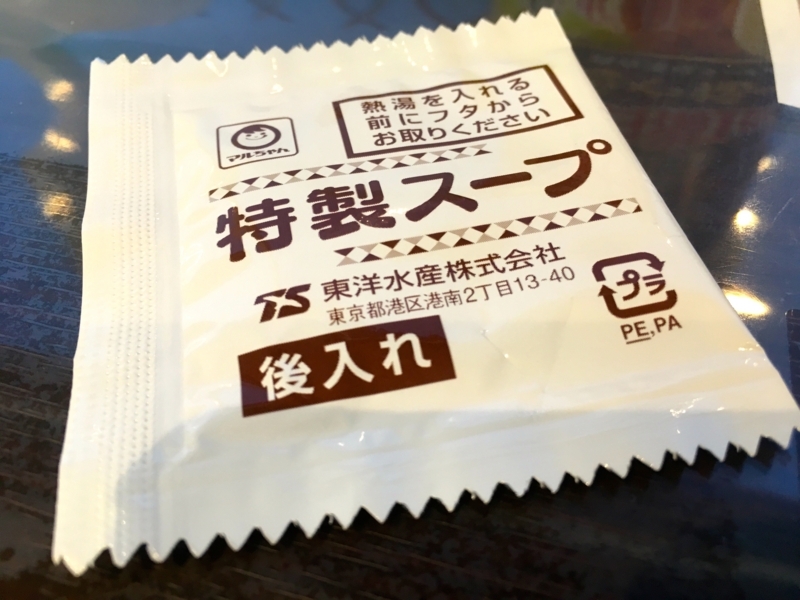 熱湯を入れる
前にフタから
お取りください
マルちゃん
特製スープ
TS 東洋水産株式会社
東京都港区港南2丁目13-40
プラ
PE,PA
後入れ